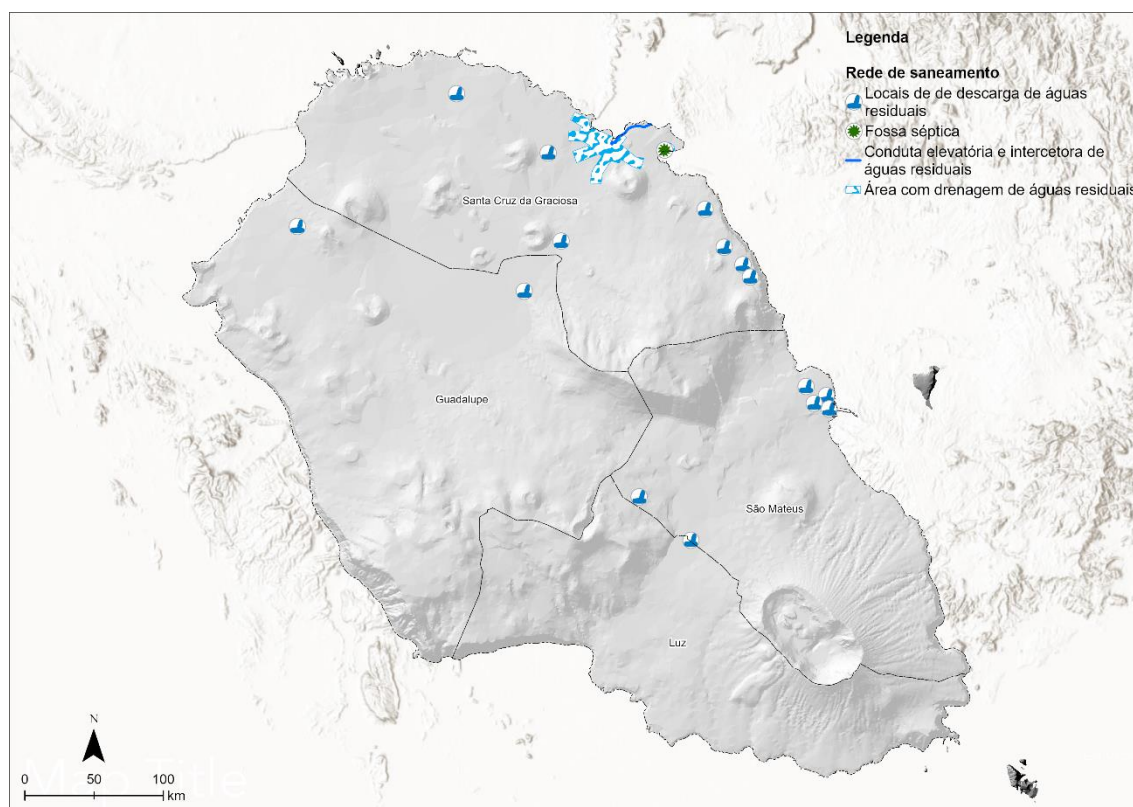 Legenda
Rede de saneamento
Locais de de descarga de águas
residuais
Fossa séptica
Conduta elevatória e intercetora de
águas residuais
Área com drenagem de águas residuais
Santa Cruz da Graciosa
Guadalupe
São Mateus
Luz
N
Map Title
0 50 100
km